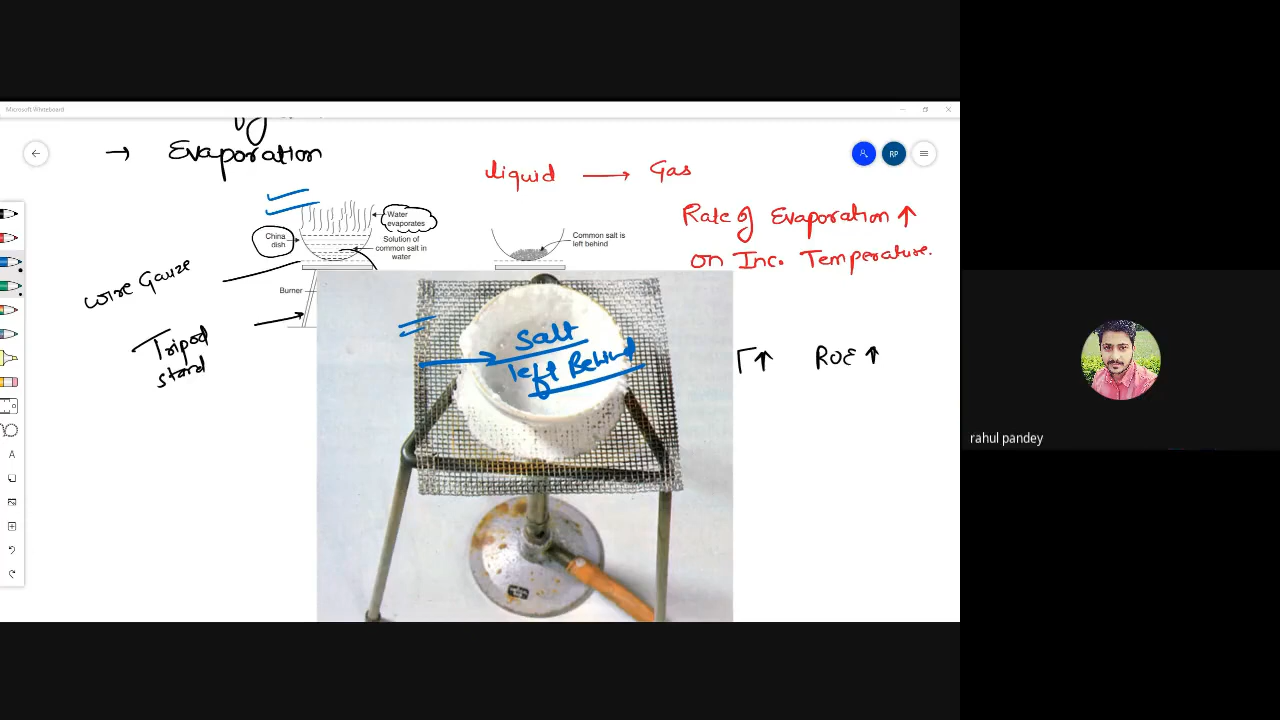 Microsoft Whiteboard
→ Evaporation
RP
liquid → Gas
Rate of Evaporation ↑
on Inc. Temperature.
Water
evaporates
China
dish
Solution of
common salt in
water
Common salt is
left behind
Wire Gauze
Burner
Tripod
stand
Salt
left Behind
T↑ ROE ↑
A
rahul pandey